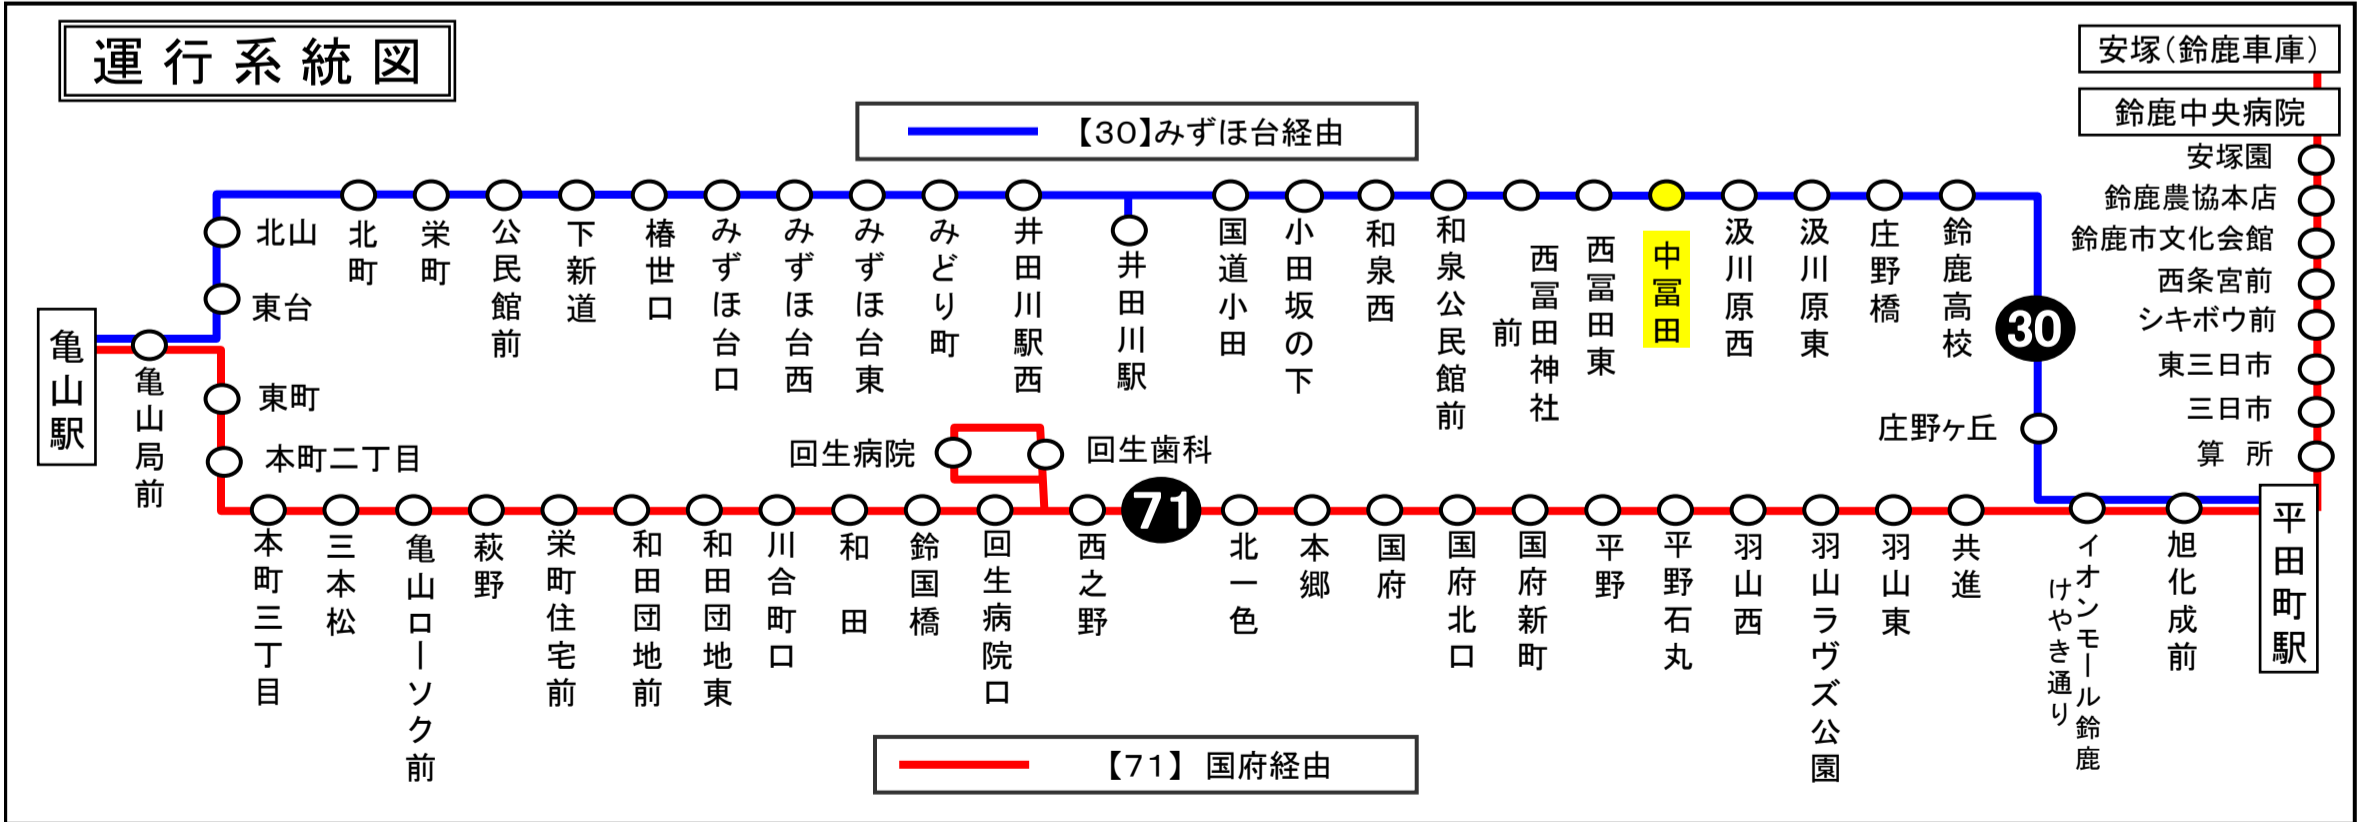 運行系統図
【30】みずほ台経由
安塚(鈴鹿車庫)
鈴鹿中央病院
安塚園
鈴鹿農協本店
鈴鹿市文化会館
西条宮前
シキボウ前
東三日市
三日市
算 所
平田町駅
亀山駅
亀山局前
東台
北山
北町
栄町
公民館前
下新道
椿世口
みずほ台口
みずほ台西
みずほ台東
みどり町
井田川駅西
井田川駅
国道小田
小田坂の下
和泉西
和泉公民館前
西冨田神社
前
西冨田東
中冨田
汲川原西
汲川原東
庄野橋
鈴鹿高校
30
庄野ヶ丘
東町
本町二丁目
回生病院
回生歯科
71
本町三丁目
三本松
亀山ローソク前
萩野
栄町住宅前
和田団地前
和田団地東
川合町口
和 田
鈴国橋
回生病院口
西之野
北一色
本郷
国府
国府北口
国府新町
平野
平野石丸
羽山西
羽山ラヴズ公園
羽山東
共進
イオンモール鈴鹿
けやき通り
旭化成前
【71】 国府経由